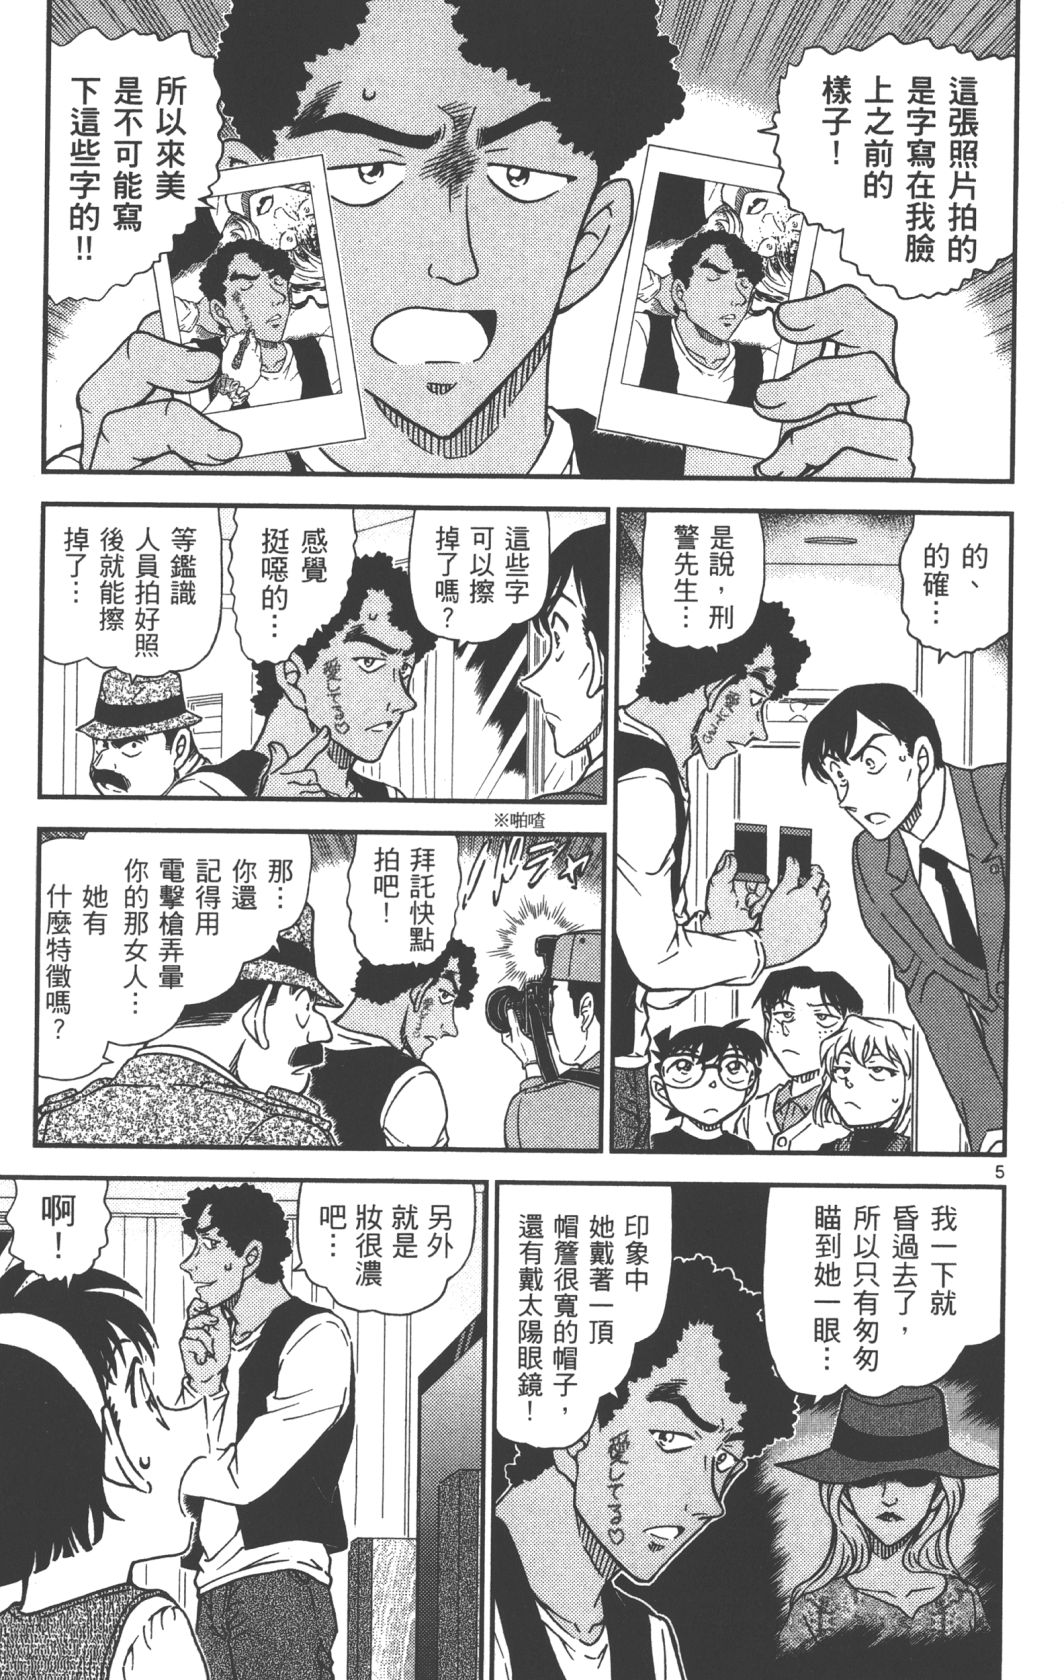 這張照片拍的
是字寫在我臉
上之前的
樣子！
所以來美
是不可能寫
下這些字的!!
的、
的確…
是說，刑
警先生…
這些字
可以擦
掉了嗎？
感覺
挺噁的…
等鑑識
人員拍好照
後就能擦
掉了…
愛してる♡
※啪喳
拜託快點
拍吧！
那…
你還
記得用
電擊槍弄暈
你的那女人…
她有
什麼特徵嗎？
5
我一下就
昏過去了，
所以只有匆匆
瞄到她一眼…
印象中
她戴著一頂
帽簷很寬的帽子，
還有戴太陽眼鏡！
愛してる♡
另外
就是
妝很濃
吧…
啊！